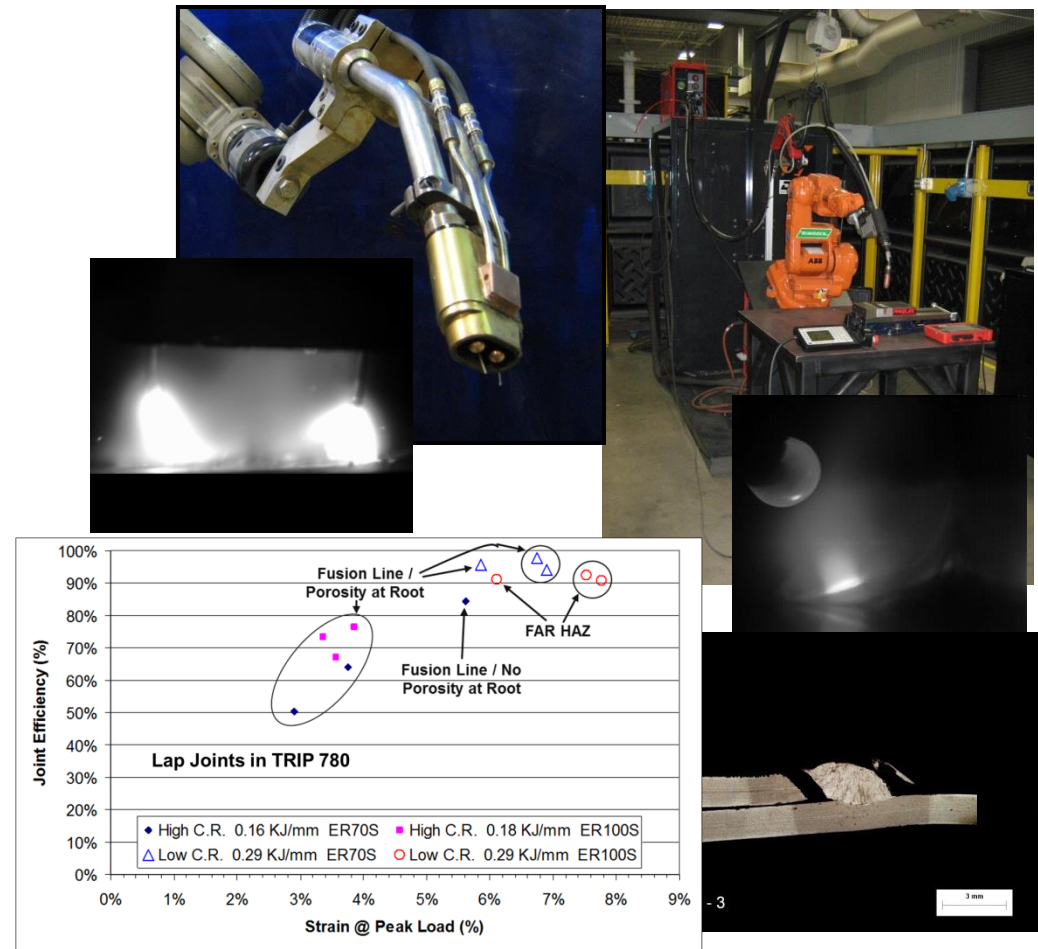 ABB
100%
90%
80%
70%
60%
50%
40%
30%
20%
10%
0%
Joint Efficiency (%)
Fusion Line /
Porosity at Root
FAR HAZ
Fusion Line / No
Porosity at Root
Lap Joints in TRIP 780
High C.R. 0.16 KJ/mm ER70S
High C.R. 0.18 KJ/mm ER100S
Low C.R. 0.29 KJ/mm ER70S
Low C.R. 0.29 KJ/mm ER100S
0% 1% 2% 3% 4% 5% 6% 7% 8% 9%
Strain @ Peak Load (%)
- 3
3 mm